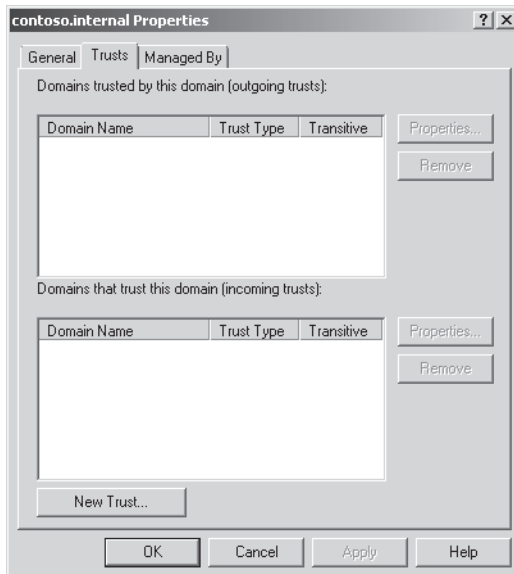 contoso.internal Properties ? X
General Trusts Managed By
Domains trusted by this domain (outgoing trusts):
Domain Name Trust Type Transitive Properties...
Remove
Domains that trust this domain (incoming trusts):
Domain Name Trust Type Transitive Properties...
Remove
New Trust...
OK Cancel Apply Help